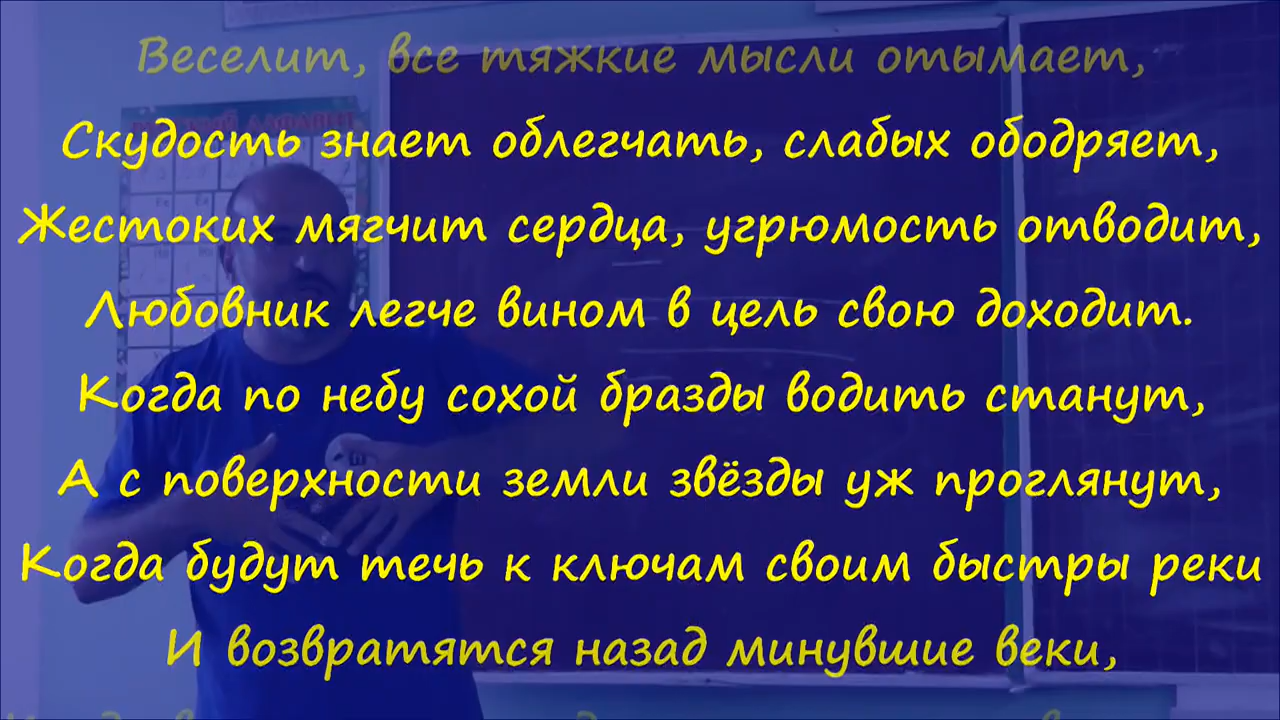 Веселит, все тяжкие мысли отымает,
Скудость знает облегчать, слабых ободряет,
Жестоких мягчит сердца, угрюмость отводит,
Любовник легче вином в цель свою доходит.
Когда по небу сохой бразды водить станут,
А с поверхности земли звёзды уж проглянут,
Когда будут течь к ключам своим быстры реки
И возвратятся назад минувшие веки,